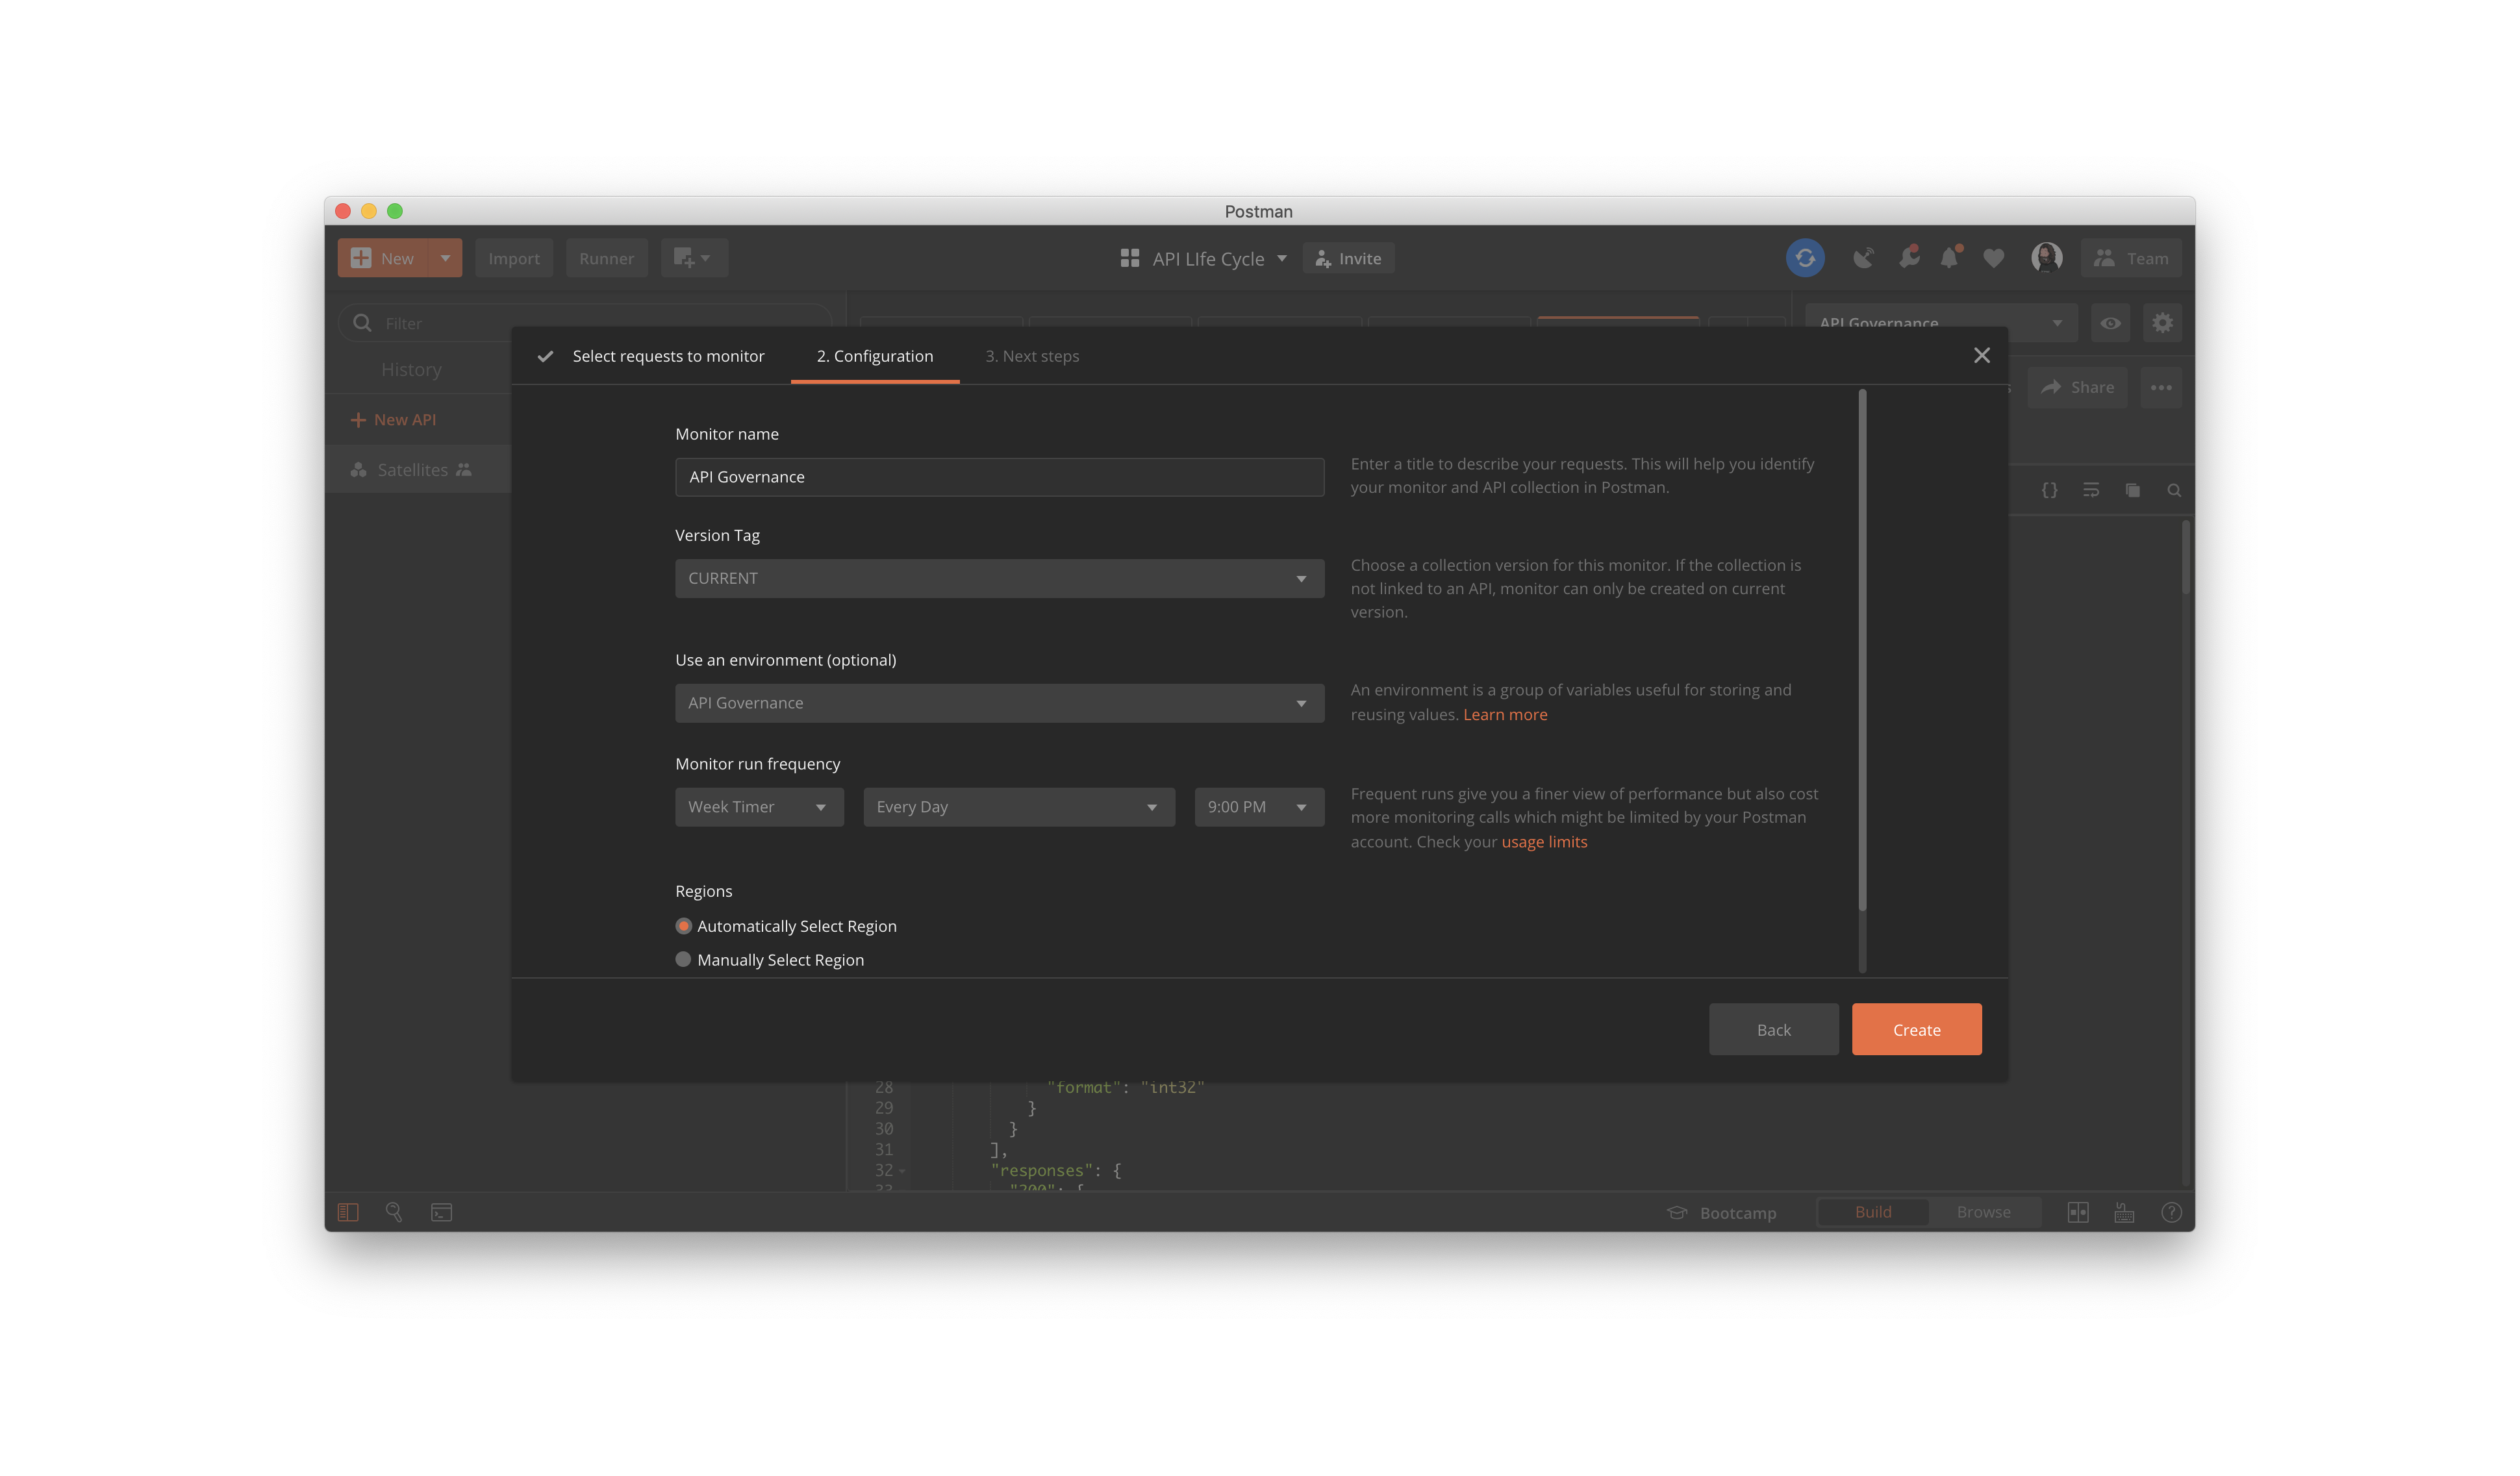 Postman
New
Import
Runner
API LIfe Cycle
Invite
Team
Filter
API Governance
History
Select requests to monitor
2. Configuration
3. Next steps
Share
New API
Satellites
Monitor name
API Governance
Enter a title to describe your requests. This will help you identify
your monitor and API collection in Postman.
Version Tag
CURRENT
Choose a collection version for this monitor. If the collection is
not linked to an API, monitor can only be created on current
version.
Use an environment (optional)
API Governance
An environment is a group of variables useful for storing and
reusing values. Learn more
Monitor run frequency
Week Timer
Every Day
9:00 PM
Frequent runs give you a finer view of performance but also cost
more monitoring calls which might be limited by your Postman
account. Check your usage limits
Regions
Automatically Select Region
Manually Select Region
Back
Create
28 "format": "int32"
29 }
30 }
31 ],
32 "responses": {
33 "200": {
Bootcamp
Build
Browse